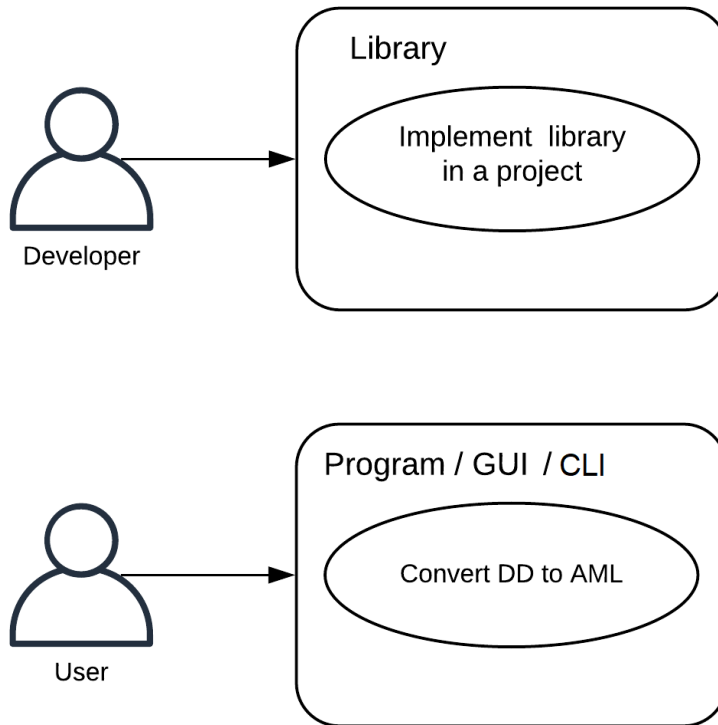 Library
Implement library
in a project
Developer
Program / GUI / CLI
Convert DD to AML
User